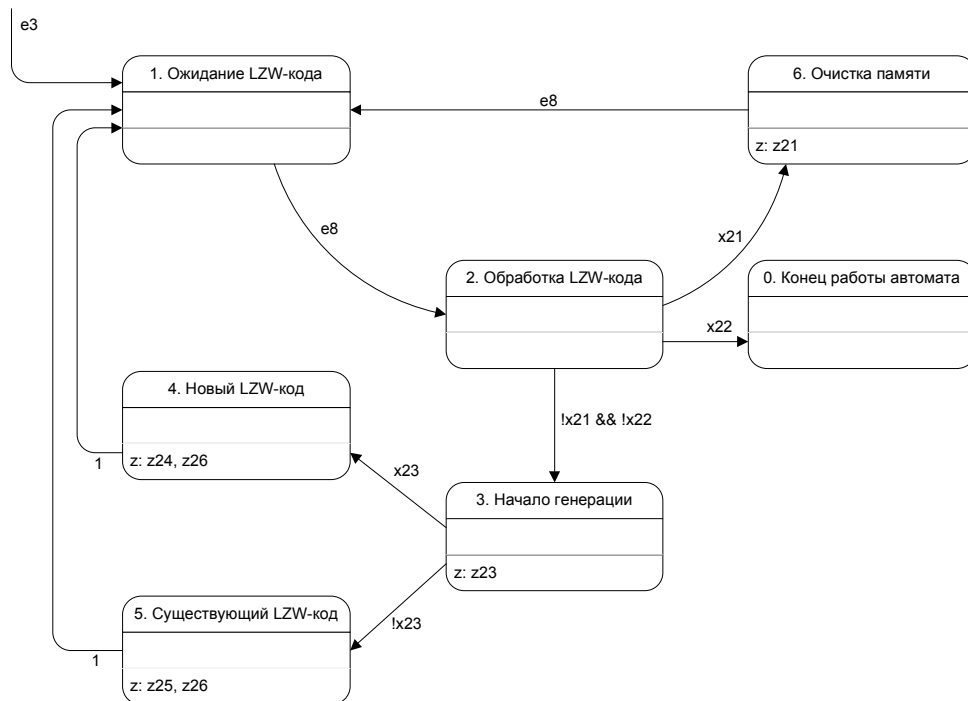 e3
1. Ожидание LZW-кода
6. Очистка памяти
e8
z: z21
e8
x21
2. Обработка LZW-кода
0. Конец работы автомата
x22
4. Новый LZW-код
!x21 && !x22
z: z24, z26
1
x23
3. Начало генерации
z: z23
5. Существующий LZW-код
!x23
1
z: z25, z26